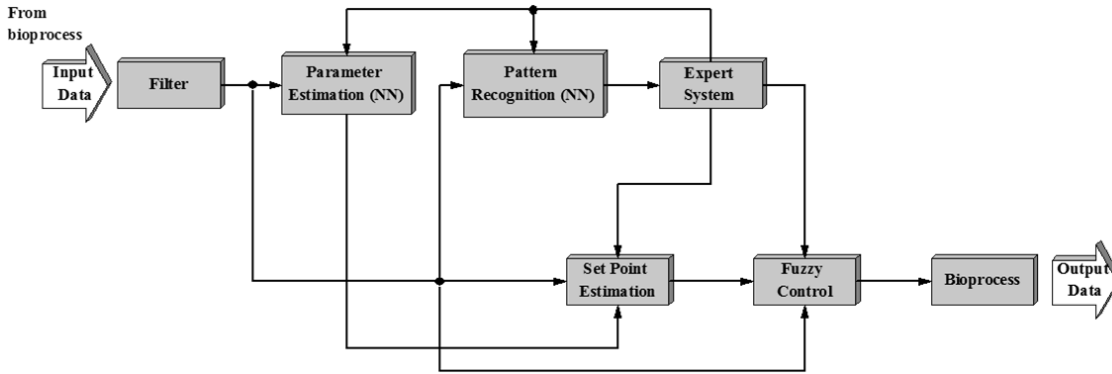 From
bioprocess
Input
Data
Filter
Parameter
Estimation (NN)
Pattern
Recognition (NN)
Expert
System
Set Point
Estimation
Fuzzy
Control
Bioprocess
Output
Data